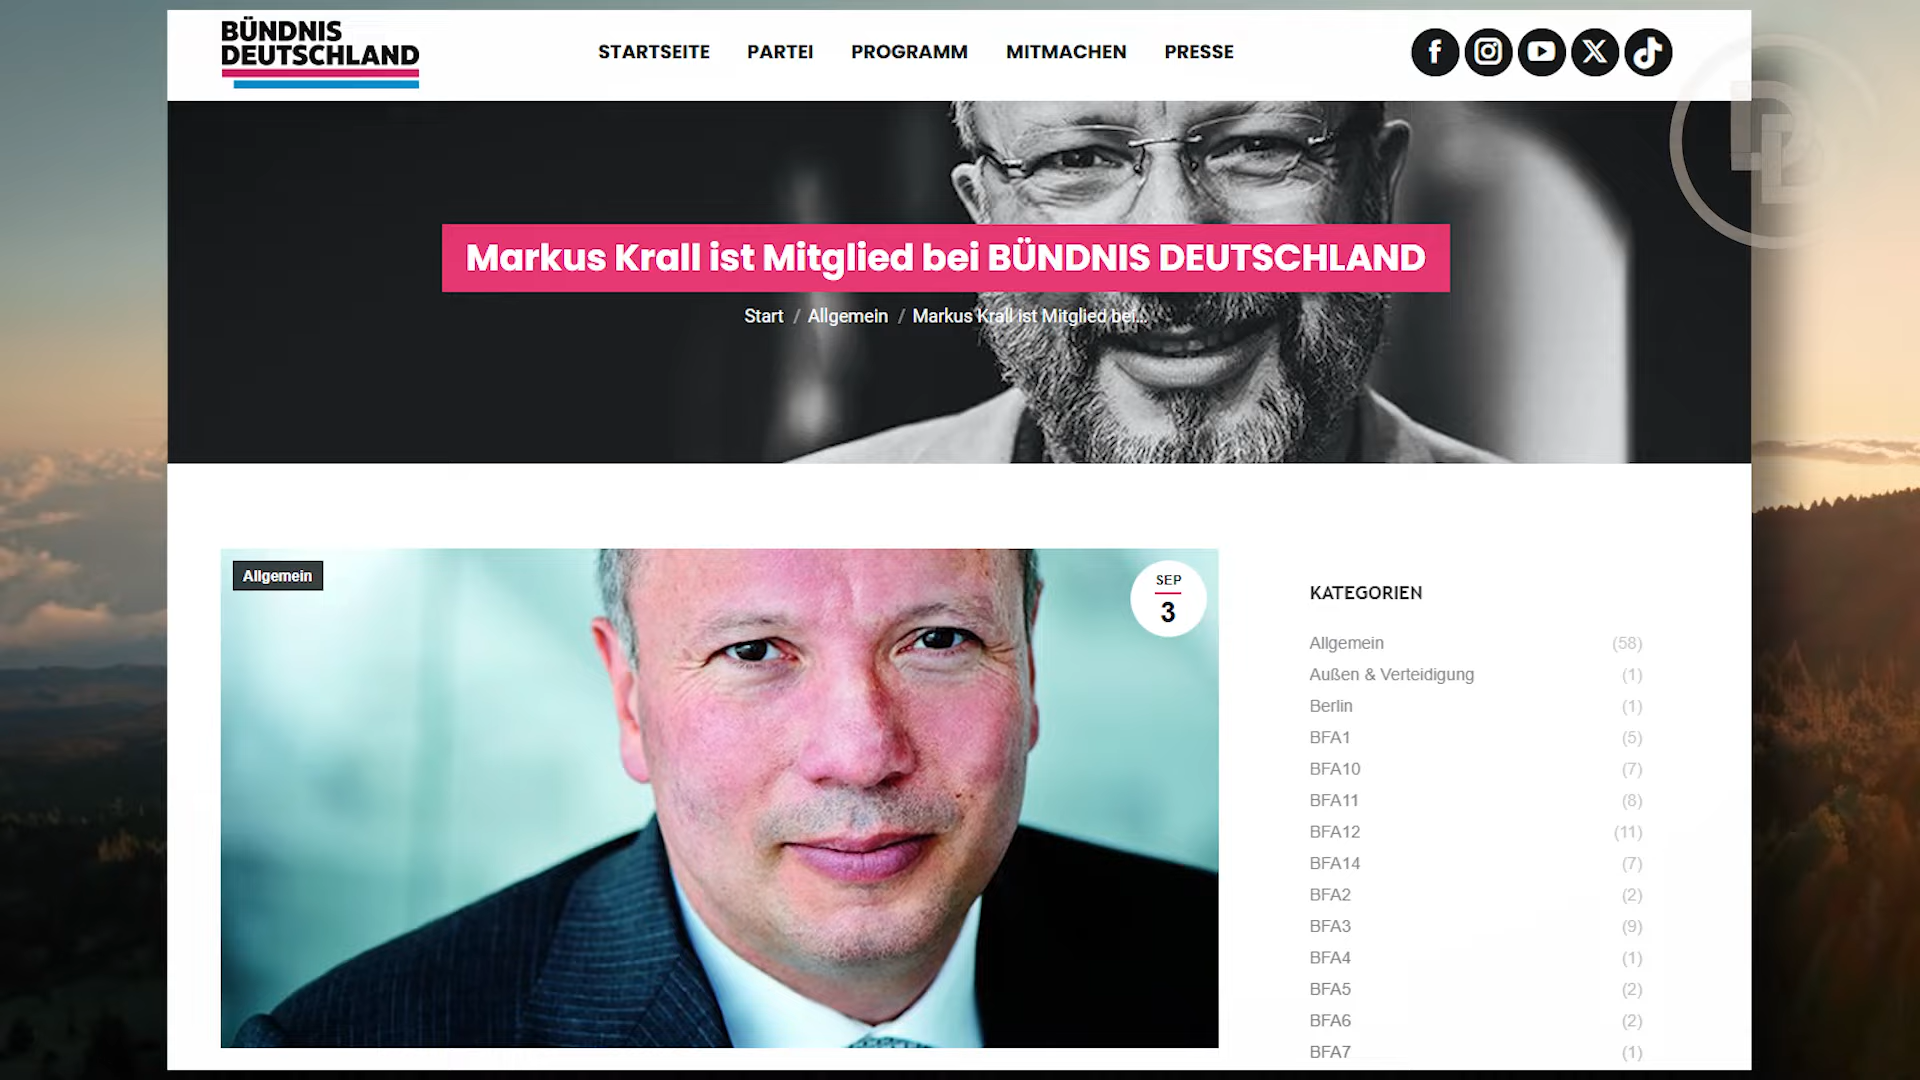 BÜNDNIS
DEUTSCHLAND
STARTSEITE PARTEI PROGRAMM MITMACHEN PRESSE
Markus Krall ist Mitglied bei BÜNDNIS DEUTSCHLAND
Start / Allgemein / Markus Krall ist Mitglied bei...
Allgemein
SEP
3
KATEGORIEN
Allgemein (58)
Außen & Verteidigung (1)
Berlin (1)
BFA1 (5)
BFA10 (7)
BFA11 (8)
BFA12 (11)
BFA14 (7)
BFA2 (2)
BFA3 (9)
BFA4 (1)
BFA5 (2)
BFA6 (2)
BFA7 (1)